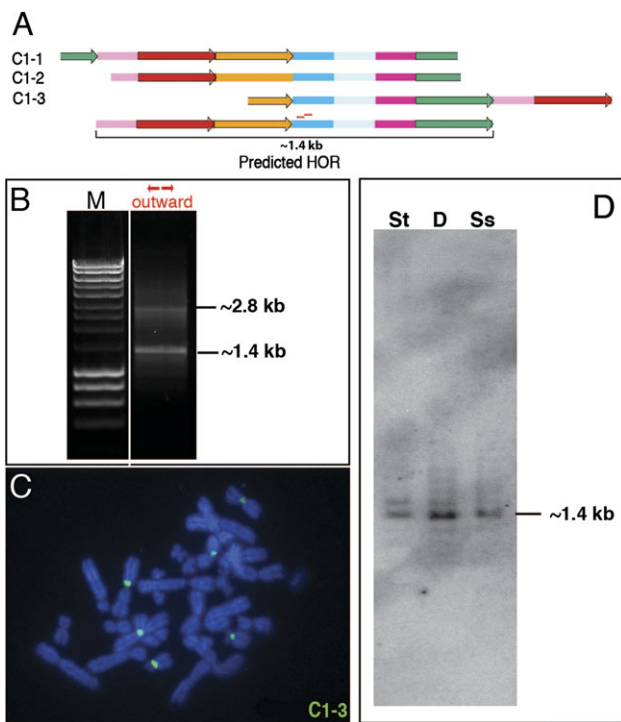 A
C1-1
C1-2
C1-3
~1.4 kb
Predicted HOR
B
M
outward
~2.8 kb
~1.4 kb
C
C1-3
D
St D Ss
~1.4 kb